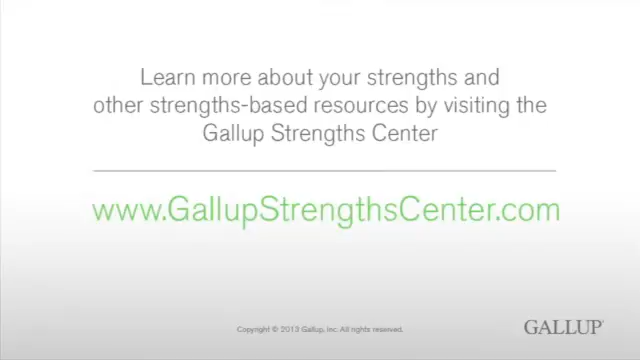 Learn more about your strengths and
other strengths-based resources by visiting the
Gallup Strengths Center
www.GallupStrengthsCenter.com
Copyright © 2013 Gallup, Inc. All rights reserved.
GALLUP®